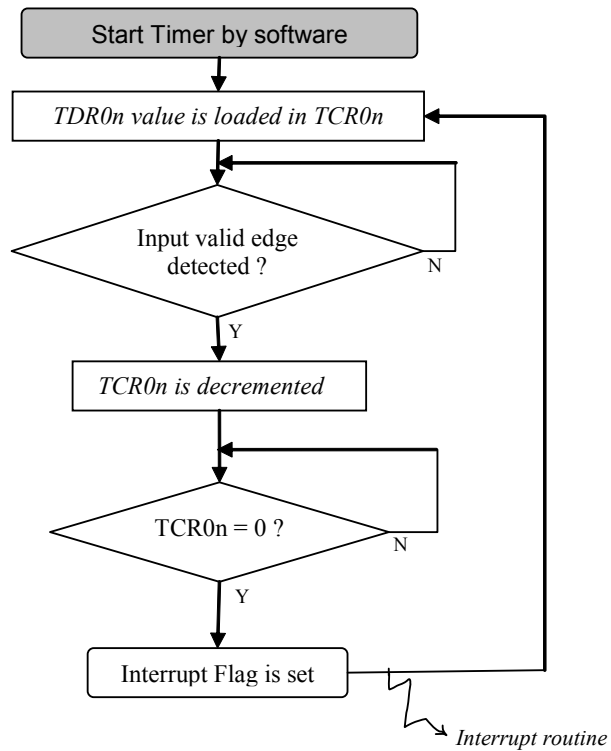 Start Timer by software
TDR0n value is loaded in TCR0n
Input valid edge
detected ?
N
Y
TCR0n is decremented
TCR0n = 0 ?
N
Y
Interrupt Flag is set
Interrupt routine